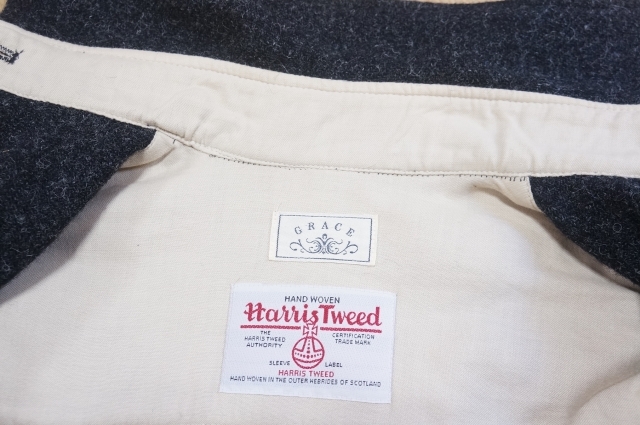 GRACE
HAND WOVEN
Harris Tweed
THE
HARRIS TWEED
AUTHORITY
CERTIFICATION
TRADE MARK
SLEEVE LABEL
HARRIS TWEED
HAND WOVEN IN THE OUTER HEBRIDES OF SCOTLAND